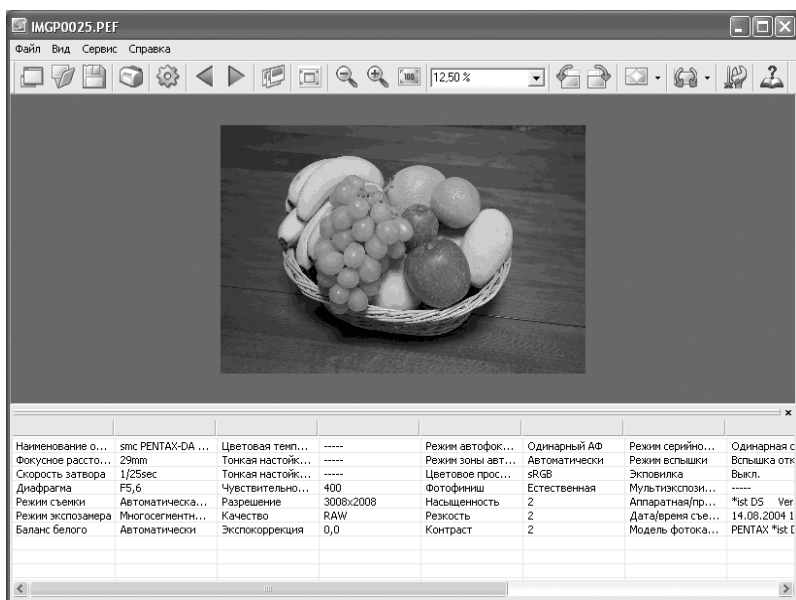 IMGP0025.PEF
Файл Вид Сервис Справка
100 12,50 %
Наименование о... smc PENTAX-DA ... Цветовая темп... ----- Режим автофок... Одинарный АФ Режим серийно... Одинарная с
Фокусное рассто... 29mm Тонкая настойк... ----- Режим зоны авт... Автоматически Режим вспышки Вспышка отк
Скорость затвора 1/25sec Тонкая настойк... ----- Цветовое прос... sRGB Экповилка Выкл.
Диафрагма F5,6 Чувствительно... 400 Фотофиниш Естественная Мультиэкспози... -----
Режим съемки Автоматическа... Разрешение 3008x2008 Насыщенность 2 Аппаратная/пр... *ist DS Ver
Режим экспозамера Многосегментн... Качество RAW Резкость 2 Дата/время съе... 14.08.2004 1
Баланс белого Автоматически Экспокоррекция 0,0 Контраст 2 Модель фотока... PENTAX *ist D